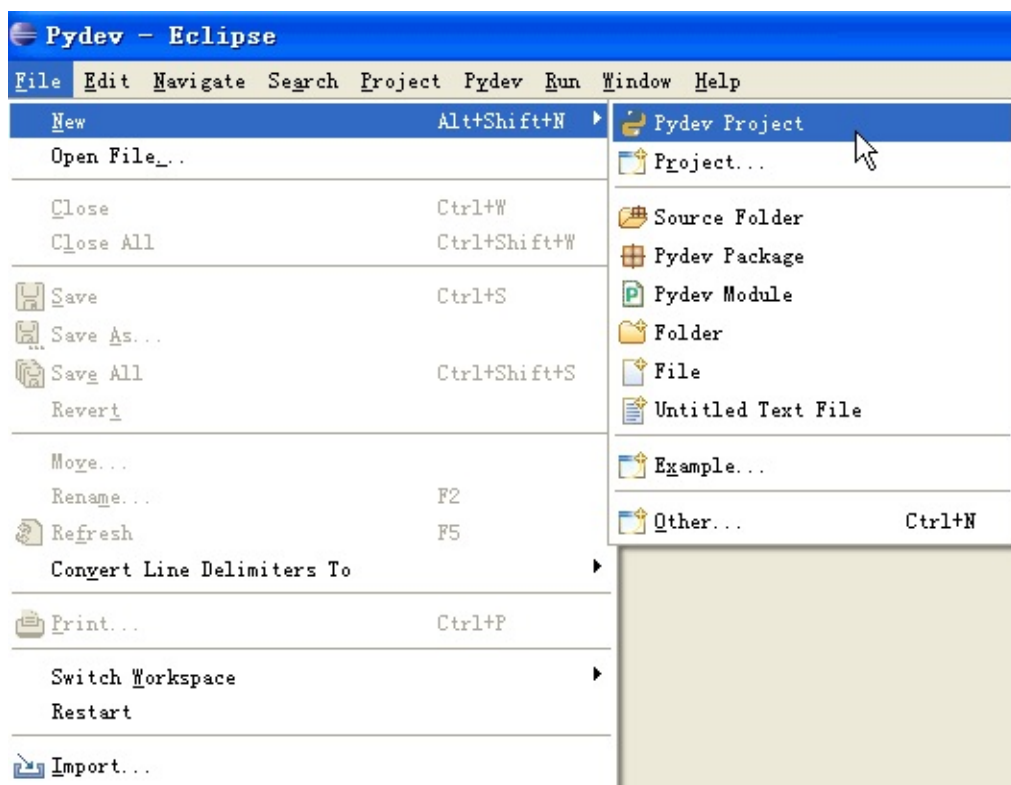 Pydev - Eclipse
File Edit Navigate Search Project Pydev Run Window Help
New Alt+Shift+N
Open File...
Close Ctrl+W
Close All Ctrl+Shift+W
Save Ctrl+S
Save As...
Save All Ctrl+Shift+S
Revert
Move...
Rename... F2
Refresh F5
Convert Line Delimiters To
Print... Ctrl+P
Switch Workspace
Restart
Import...
Pydev Project
Project...
Source Folder
Pydev Package
Pydev Module
Folder
File
Untitled Text File
Example...
Other... Ctrl+N